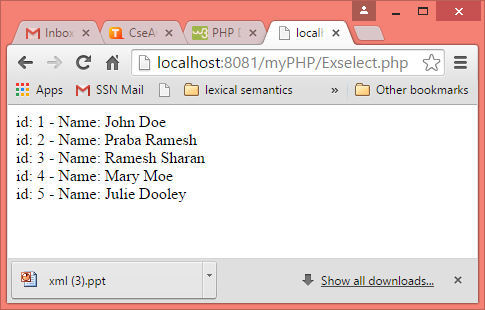 Inbox CseA PHP D local
localhost:8081/myPHP/Exselect.php
Apps SSN Mail lexical semantics » Other bookmarks
id: 1 - Name: John Doe
id: 2 - Name: Praba Ramesh
id: 3 - Name: Ramesh Sharan
id: 4 - Name: Mary Moe
id: 5 - Name: Julie Dooley
xml (3).ppt Show all downloads...